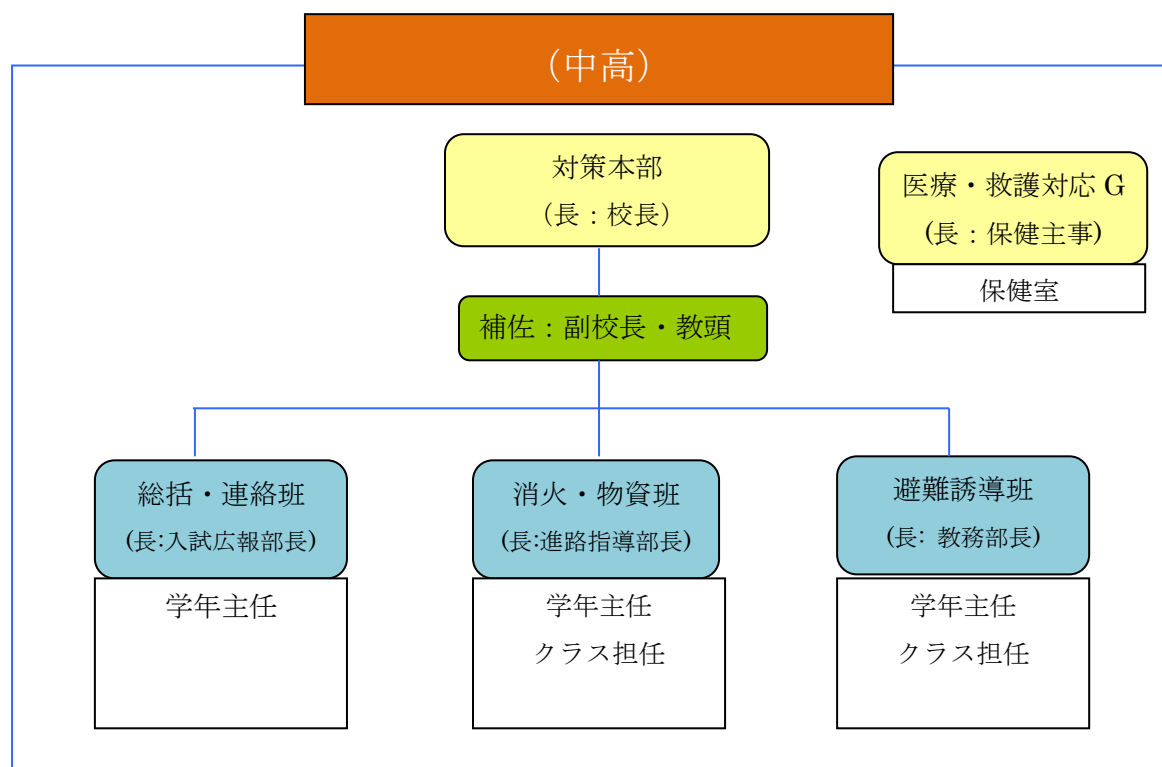 （中高）
対策本部
（長：校長）
医療・救護対応 G
(長：保健主事)
保健室
補佐：副校長・教頭
総括・連絡班
(長:入試広報部長)
学年主任
消火・物資班
(長:進路指導部長)
学年主任
クラス担任
避難誘導班
(長: 教務部長)
学年主任
クラス担任